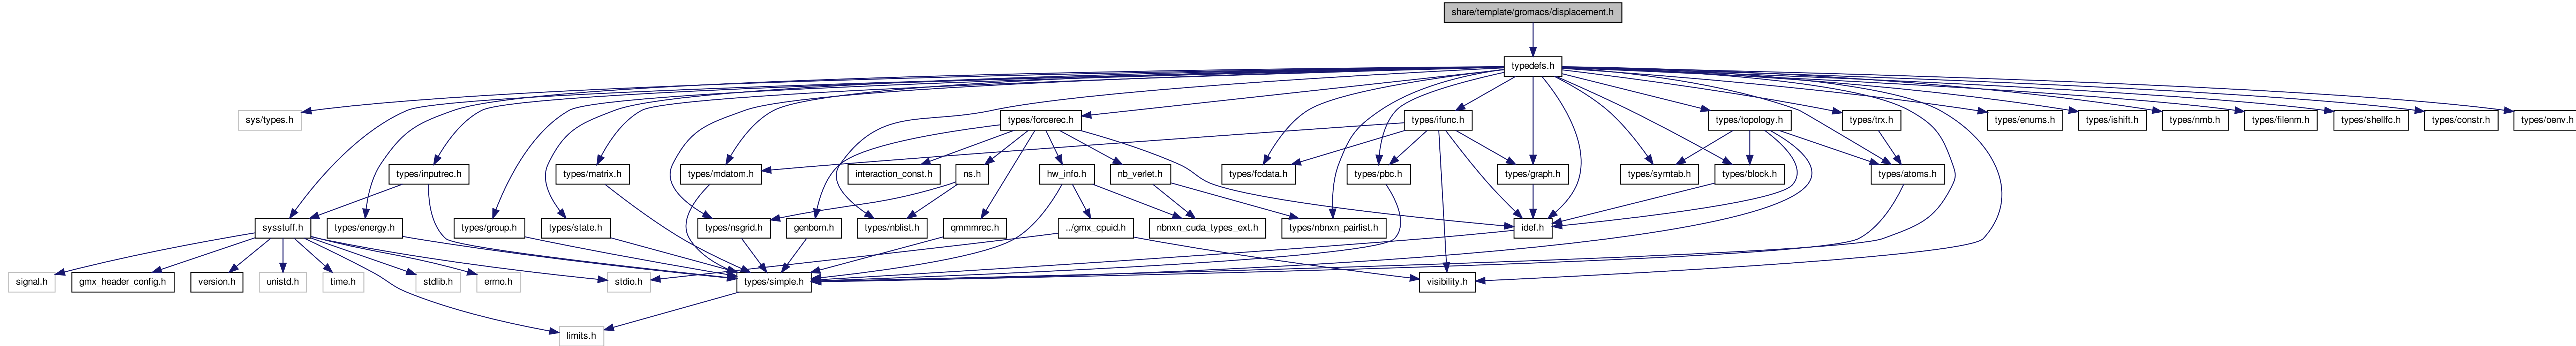 share/template/gromacs/displacement.h
typedefs.h
sys/types.h
types/forcerec.h
types/ifunc.h
types/topology.h
types/trx.h
types/enums.h
types/ishift.h
types/nrnb.h
types/filenm.h
types/shellfc.h
types/constr.h
types/oenv.h
types/inputrec.h
types/matrix.h
types/mdatom.h
interaction_const.h
ns.h
hw_info.h
nb_verlet.h
types/fcdata.h
types/pbc.h
types/graph.h
types/symtab.h
types/block.h
types/atoms.h
sysstuff.h
types/energy.h
types/group.h
types/state.h
types/nsgrid.h
genborn.h
types/nblist.h
qmmmrec.h
../gmx_cpuid.h
nbnxn_cuda_types_ext.h
types/nbnxn_pairlist.h
idef.h
signal.h
gmx_header_config.h
version.h
unistd.h
time.h
stdlib.h
errno.h
stdio.h
types/simple.h
visibility.h
limits.h